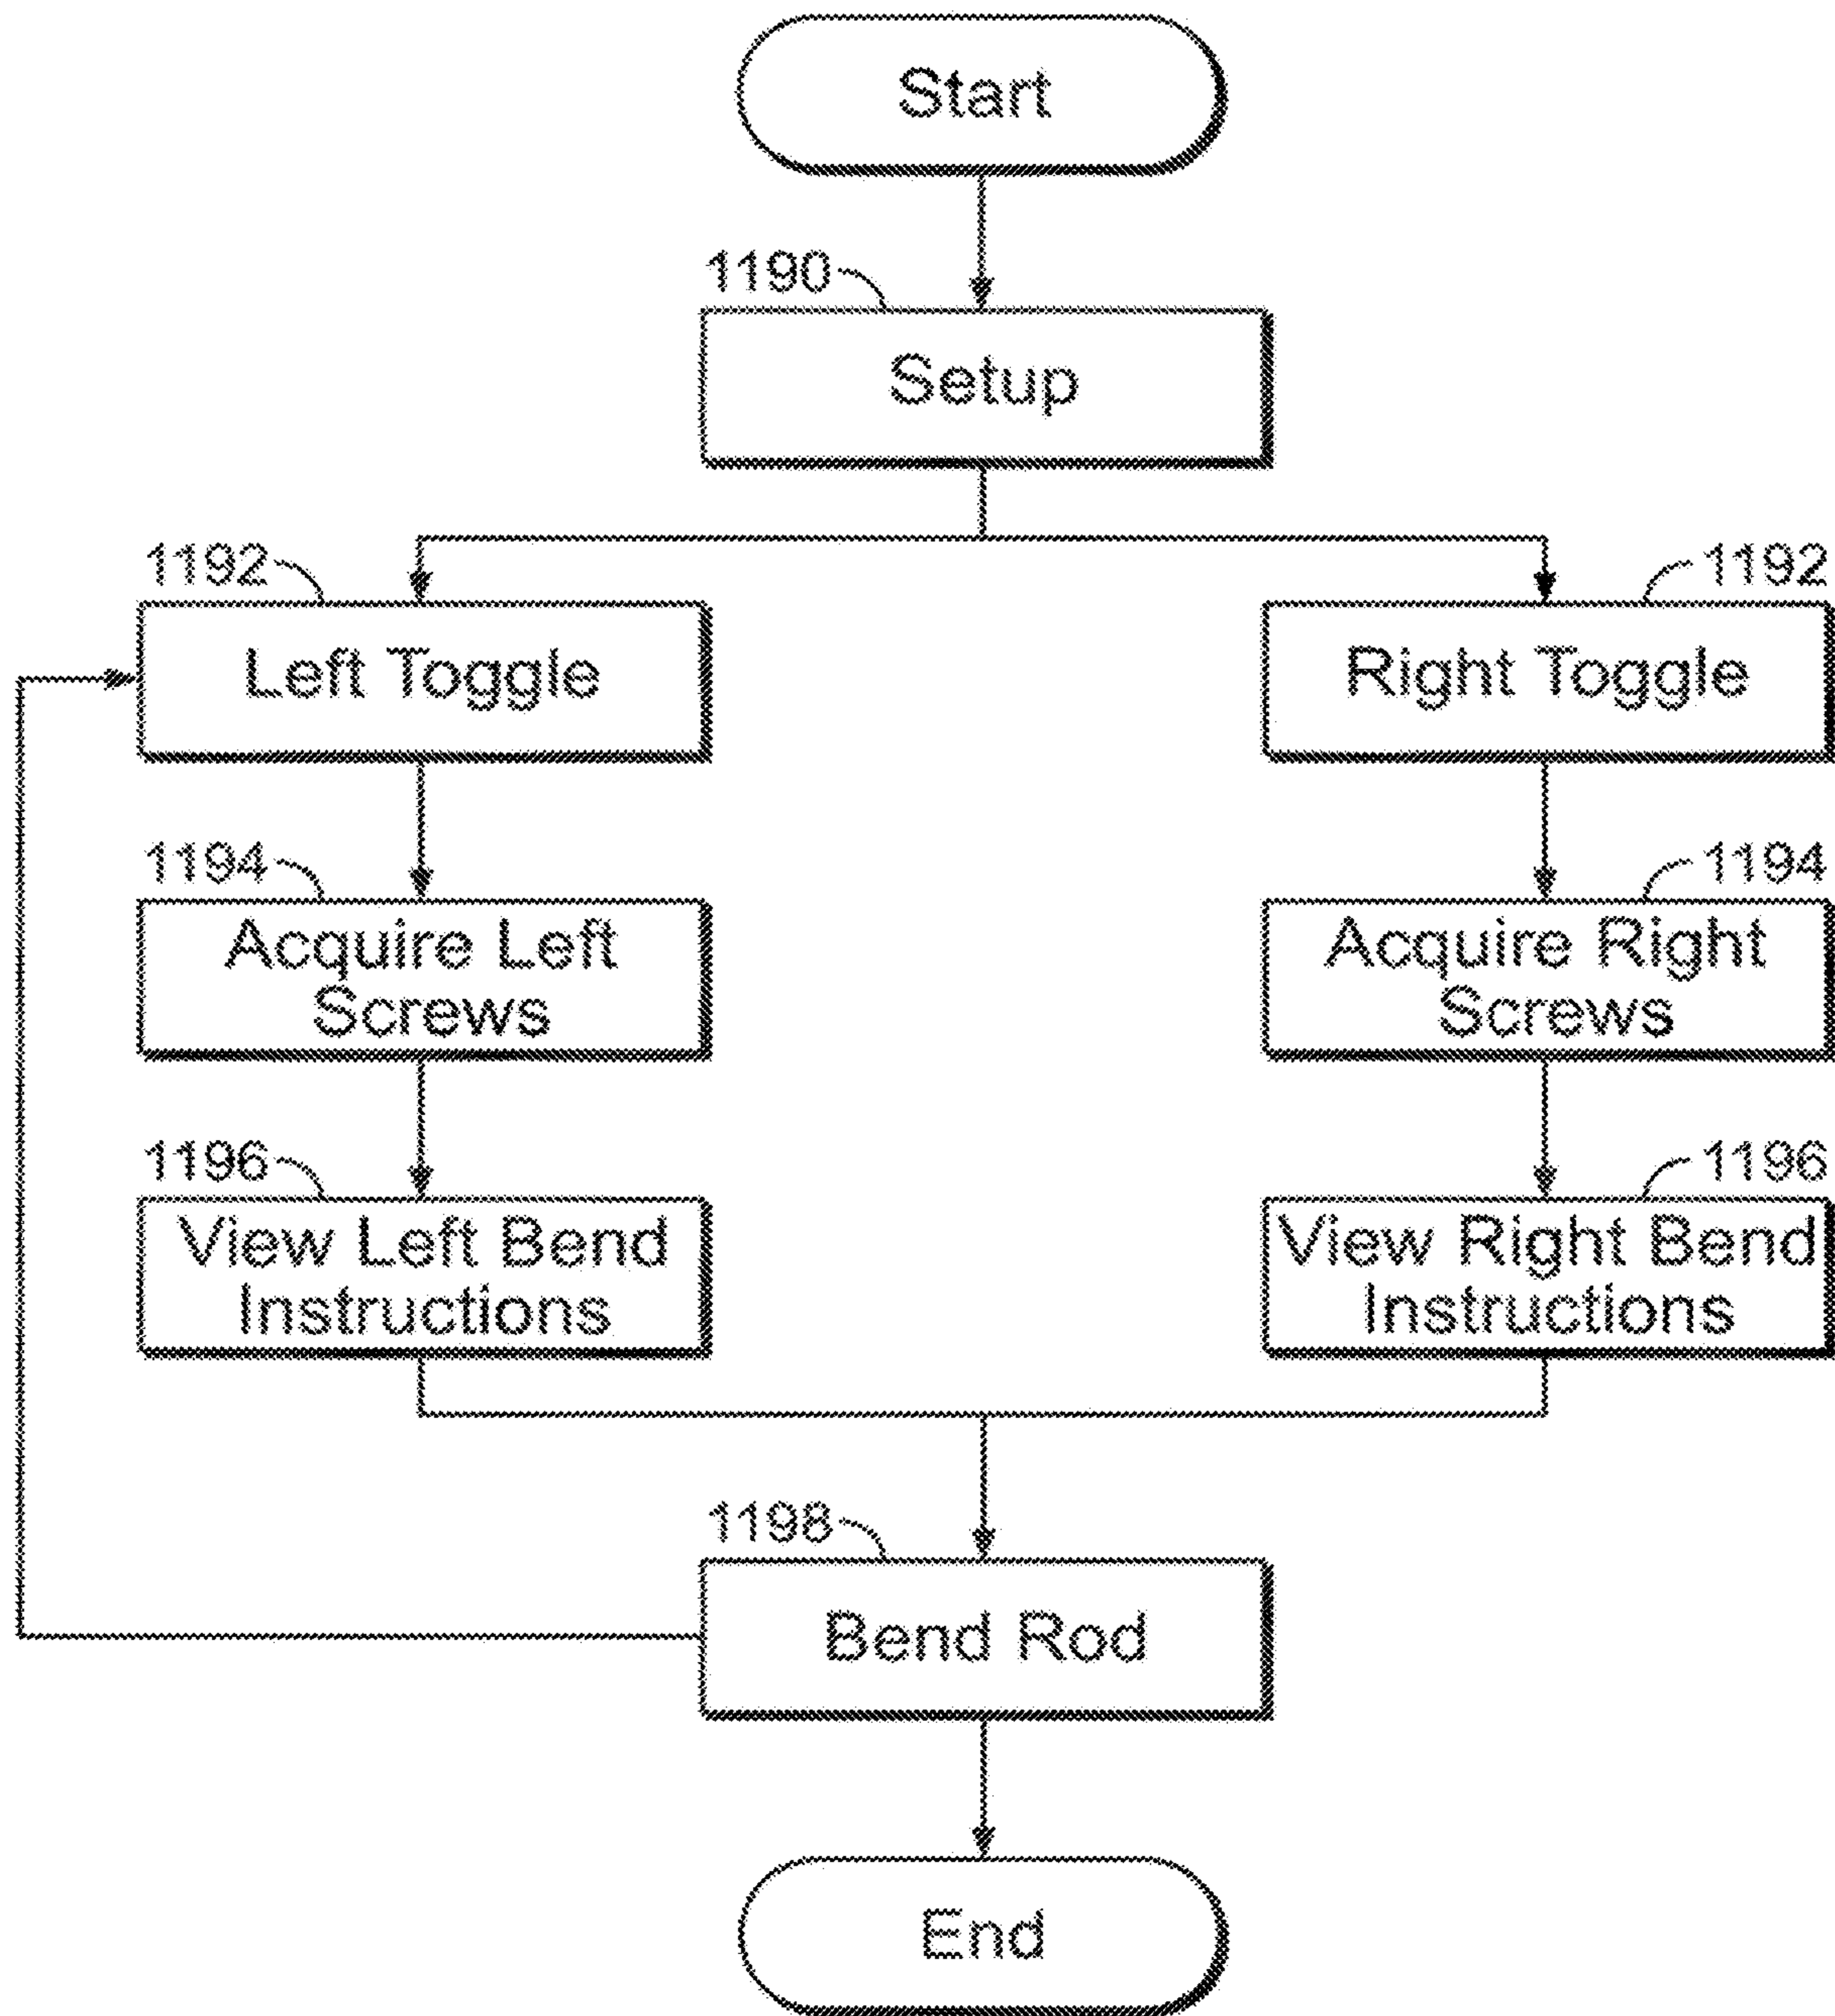 Start
1190
Setup
1192
Left Toggle
1192
Right Toggle
1194
Acquire Left
Screws
1194
Acquire Right
Screws
1196
View Left Bend
Instructions
1196
View Right Bend
Instructions
1198
Bend Rod
End